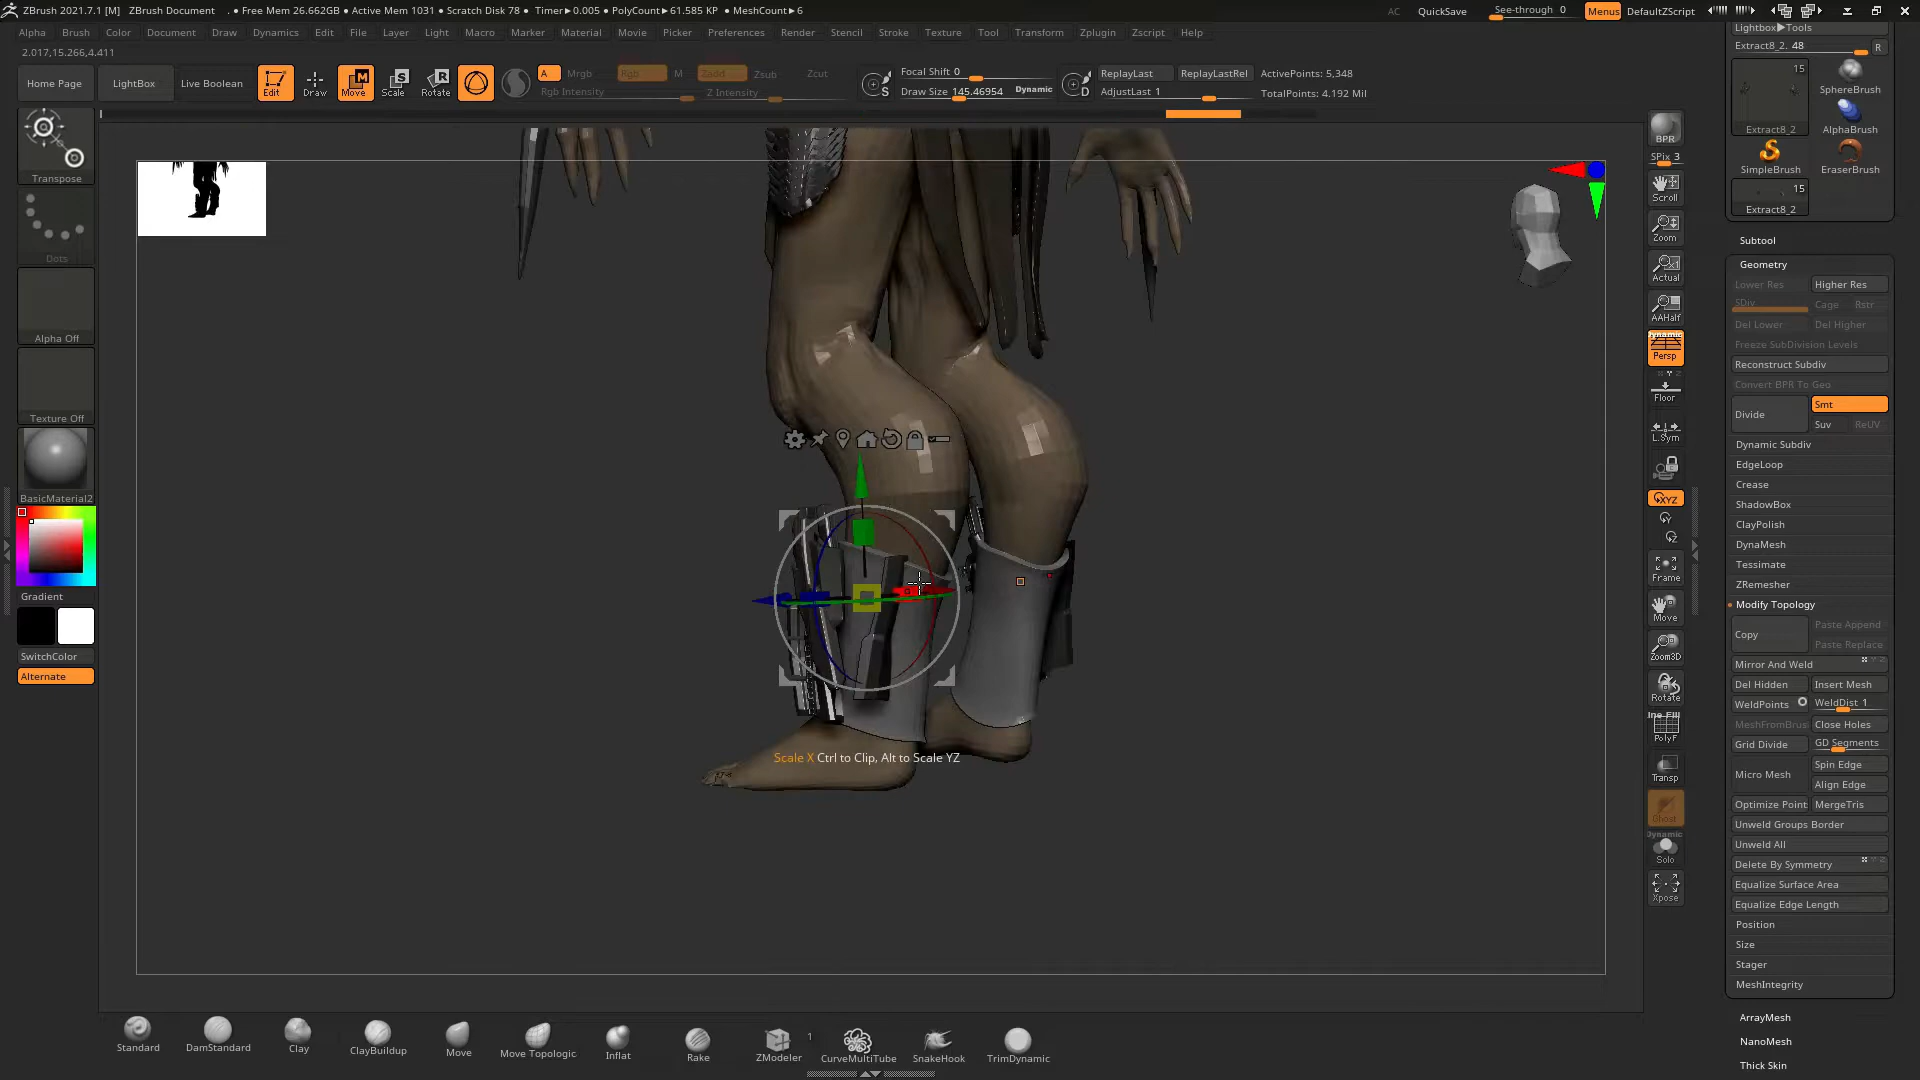 ZBrush 2021.7.1 [M] ZBrush Document . ● Free Mem 26.662GB ● Active Mem 1031 ● Scratch Disk 78 ● Timer▶0.005 ● PolyCount▶61.585 KP ● MeshCount▶6 AC QuickSave See-through 0 Menus DefaultZScript
Alpha Brush Color Document Draw Dynamics Edit File Layer Light Macro Marker Material Movie Picker Preferences Render Stencil Stroke Texture Tool Transform Zplugin Zscript Help
2.017,15.266,4.411
Home Page LightBox Live Boolean Edit Draw Move Scale Rotate A Mrgb Rgb M Zadd Zsub Zcut
Rgb Intensity Z Intensity
Focal Shift 0
Draw Size 145.46954 Dynamic
ReplayLast ReplayLastRel ActivePoints: 5,348
AdjustLast 1 TotalPoints: 4.192 Mil
Transpose
Dots
Alpha Off
Texture Off
BasicMaterial2
Gradient
SwitchColor
Alternate
Scale X Ctrl to Clip, Alt to Scale YZ
BPR
SPix 3
Scroll
Zoom
Actual
AAHalf
Dynamic
Persp
Floor
L.Sym
XYZ
Frame
Move
Zoom3D
Rotate
Line Fill
PolyF
Transp
Ghost
Dynamic
Solo
Xpose
Lightbox▶Tools
Extract8_2. 48 R
15
Extract8_2
SphereBrush
AlphaBrush
SimpleBrush EraserBrush
15
Extract8_2
Subtool
Geometry
Lower Res Higher Res
SDiv Cage Rstr
Del Lower Del Higher
Freeze SubDivision Levels
Reconstruct Subdiv
Convert BPR To Geo
Divide Smt
Suv ReUV
Dynamic Subdiv
EdgeLoop
Crease
ShadowBox
ClayPolish
DynaMesh
Tessimate
ZRemesher
Modify Topology
Copy Paste Append
Paste Replace
Mirror And Weld
Del Hidden Insert Mesh
WeldPoints WeldDist 1
MeshFromBrus Close Holes
Grid Divide GD Segments
Micro Mesh Spin Edge
Align Edge
Optimize Point MergeTris
Unweld Groups Border
Unweld All
Delete By Symmetry
Equalize Surface Area
Equalize Edge Length
Position
Size
Stager
MeshIntegrity
ArrayMesh
NanoMesh
Thick Skin
Standard DamStandard Clay ClayBuildup Move Move Topologic Inflat Rake ZModeler 1 CurveMultiTube SnakeHook TrimDynamic